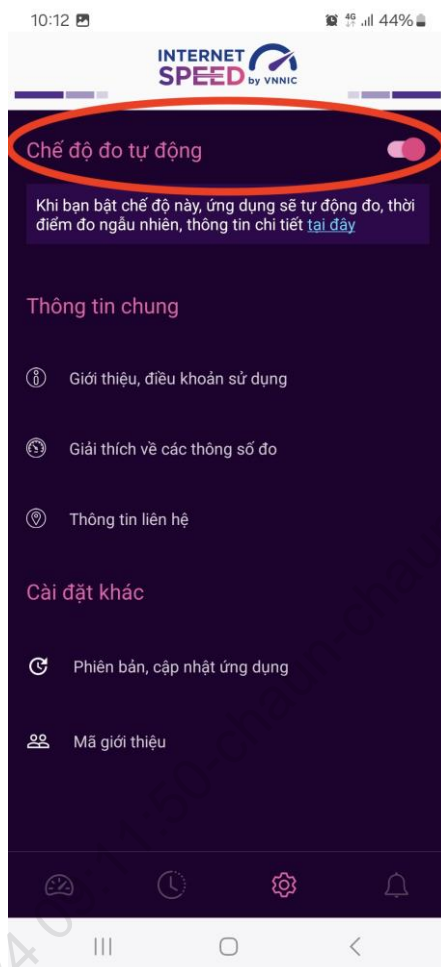 10:12
4G
44%
INTERNET
SPEED by VNNIC
Chế độ đo tự động
Khi bạn bật chế độ này, ứng dụng sẽ tự động đo, thời
điểm đo ngẫu nhiên, thông tin chi tiết tại đây
Thông tin chung
Giới thiệu, điều khoản sử dụng
Giải thích về các thông số đo
Thông tin liên hệ
Cài đặt khác
Phiên bản, cập nhật ứng dụng
Mã giới thiệu